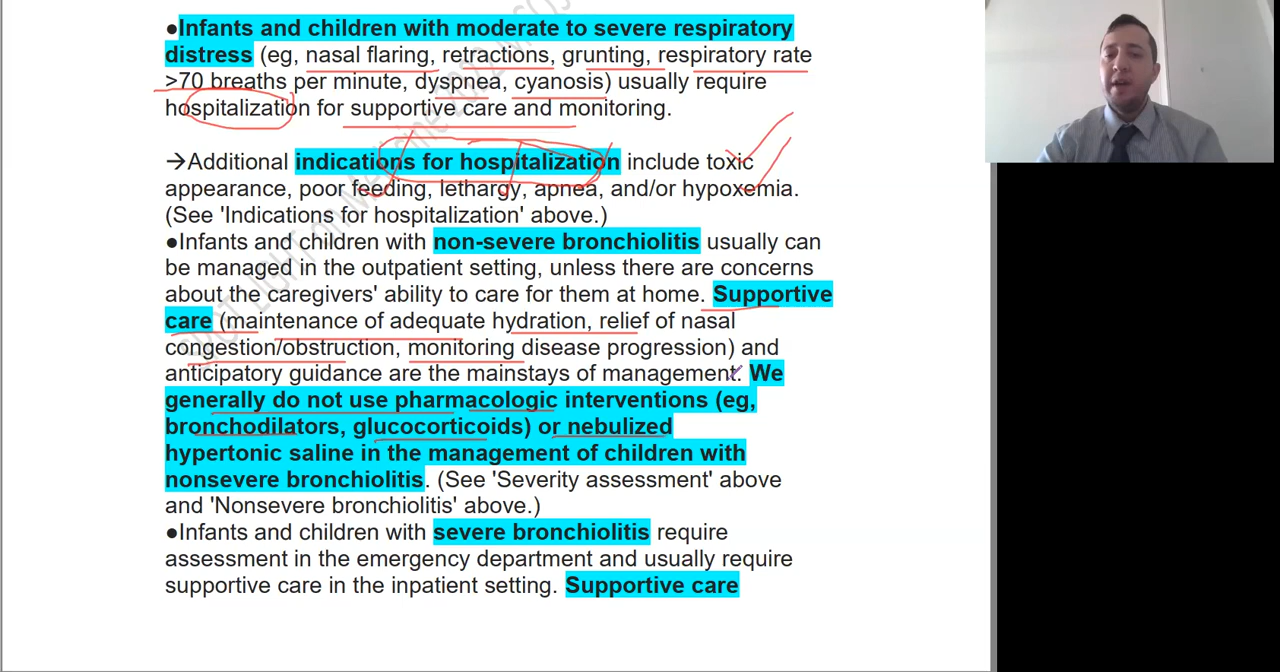 ●Infants and children with moderate to severe respiratory
distress (eg, nasal flaring, retractions, grunting, respiratory rate
>70 breaths per minute, dyspnea, cyanosis) usually require
hospitalization for supportive care and monitoring.
→Additional indications for hospitalization include toxic
appearance, poor feeding, lethargy, apnea, and/or hypoxemia.
(See 'Indications for hospitalization' above.)
●Infants and children with non-severe bronchiolitis usually can
be managed in the outpatient setting, unless there are concerns
about the caregivers' ability to care for them at home. Supportive
care (maintenance of adequate hydration, relief of nasal
congestion/obstruction, monitoring disease progression) and
anticipatory guidance are the mainstays of management. We
generally do not use pharmacologic interventions (eg,
bronchodilators, glucocorticoids) or nebulized
hypertonic saline in the management of children with
nonsevere bronchiolitis. (See 'Severity assessment' above
and 'Nonsevere bronchiolitis' above.)
●Infants and children with severe bronchiolitis require
assessment in the emergency department and usually require
supportive care in the inpatient setting. Supportive care